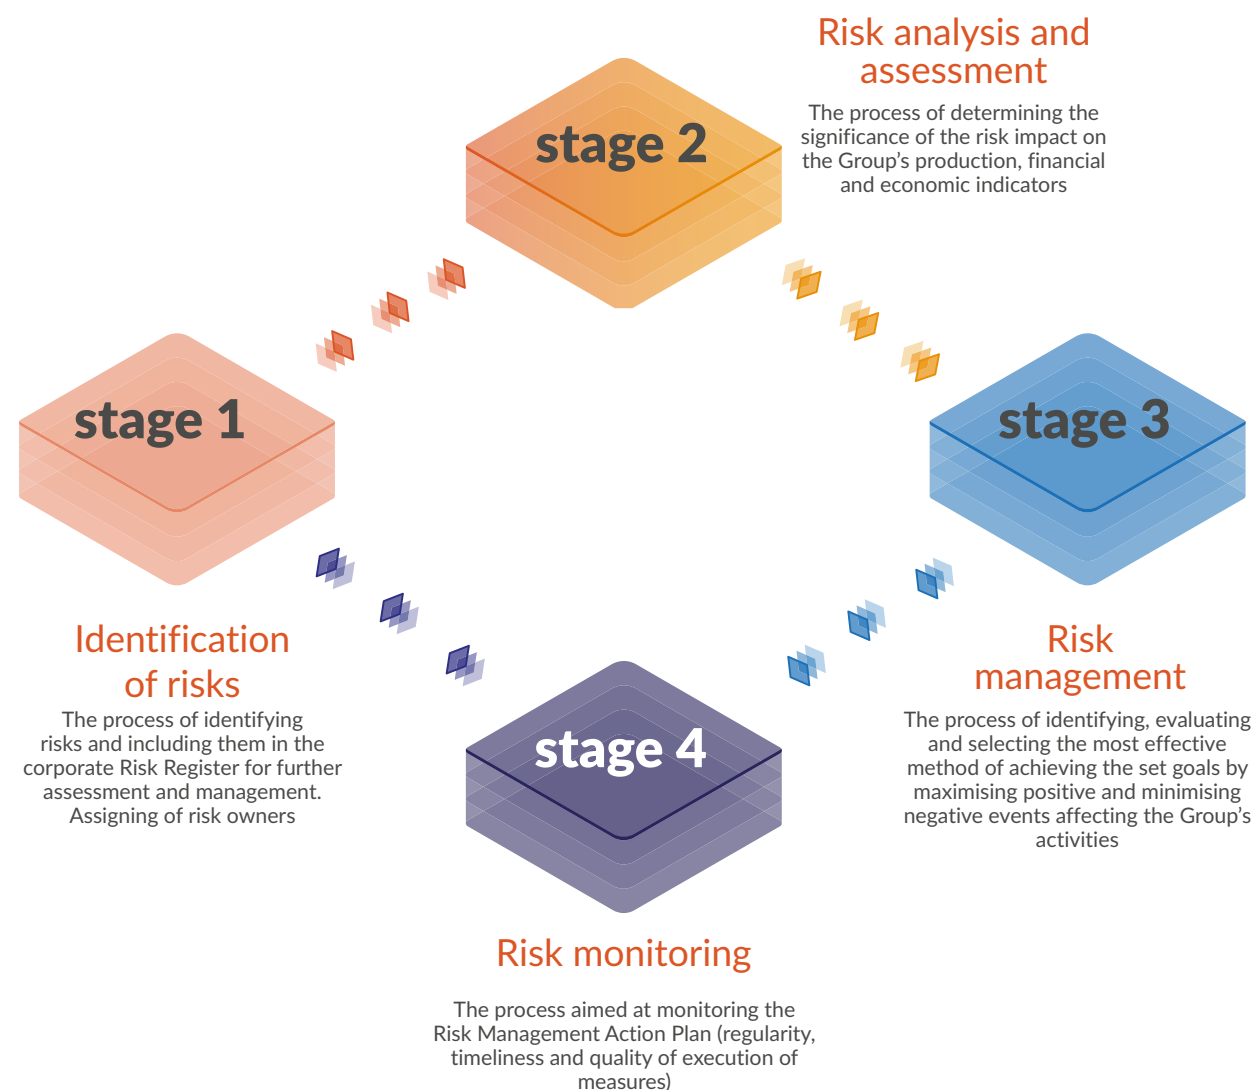 stage 1
Identification
of risks
The process of identifying
risks and including them in the
corporate Risk Register for further
assessment and management.
Assigning of risk owners
stage 2
Risk analysis and
assessment
The process of determining the
significance of the risk impact on
the Group’s production, financial
and economic indicators
stage 3
Risk
management
The process of identifying, evaluating
and selecting the most effective
method of achieving the set goals by
maximising positive and minimising
negative events affecting the Group’s
activities
stage 4
Risk monitoring
The process aimed at monitoring the
Risk Management Action Plan (regularity,
timeliness and quality of execution of
measures)